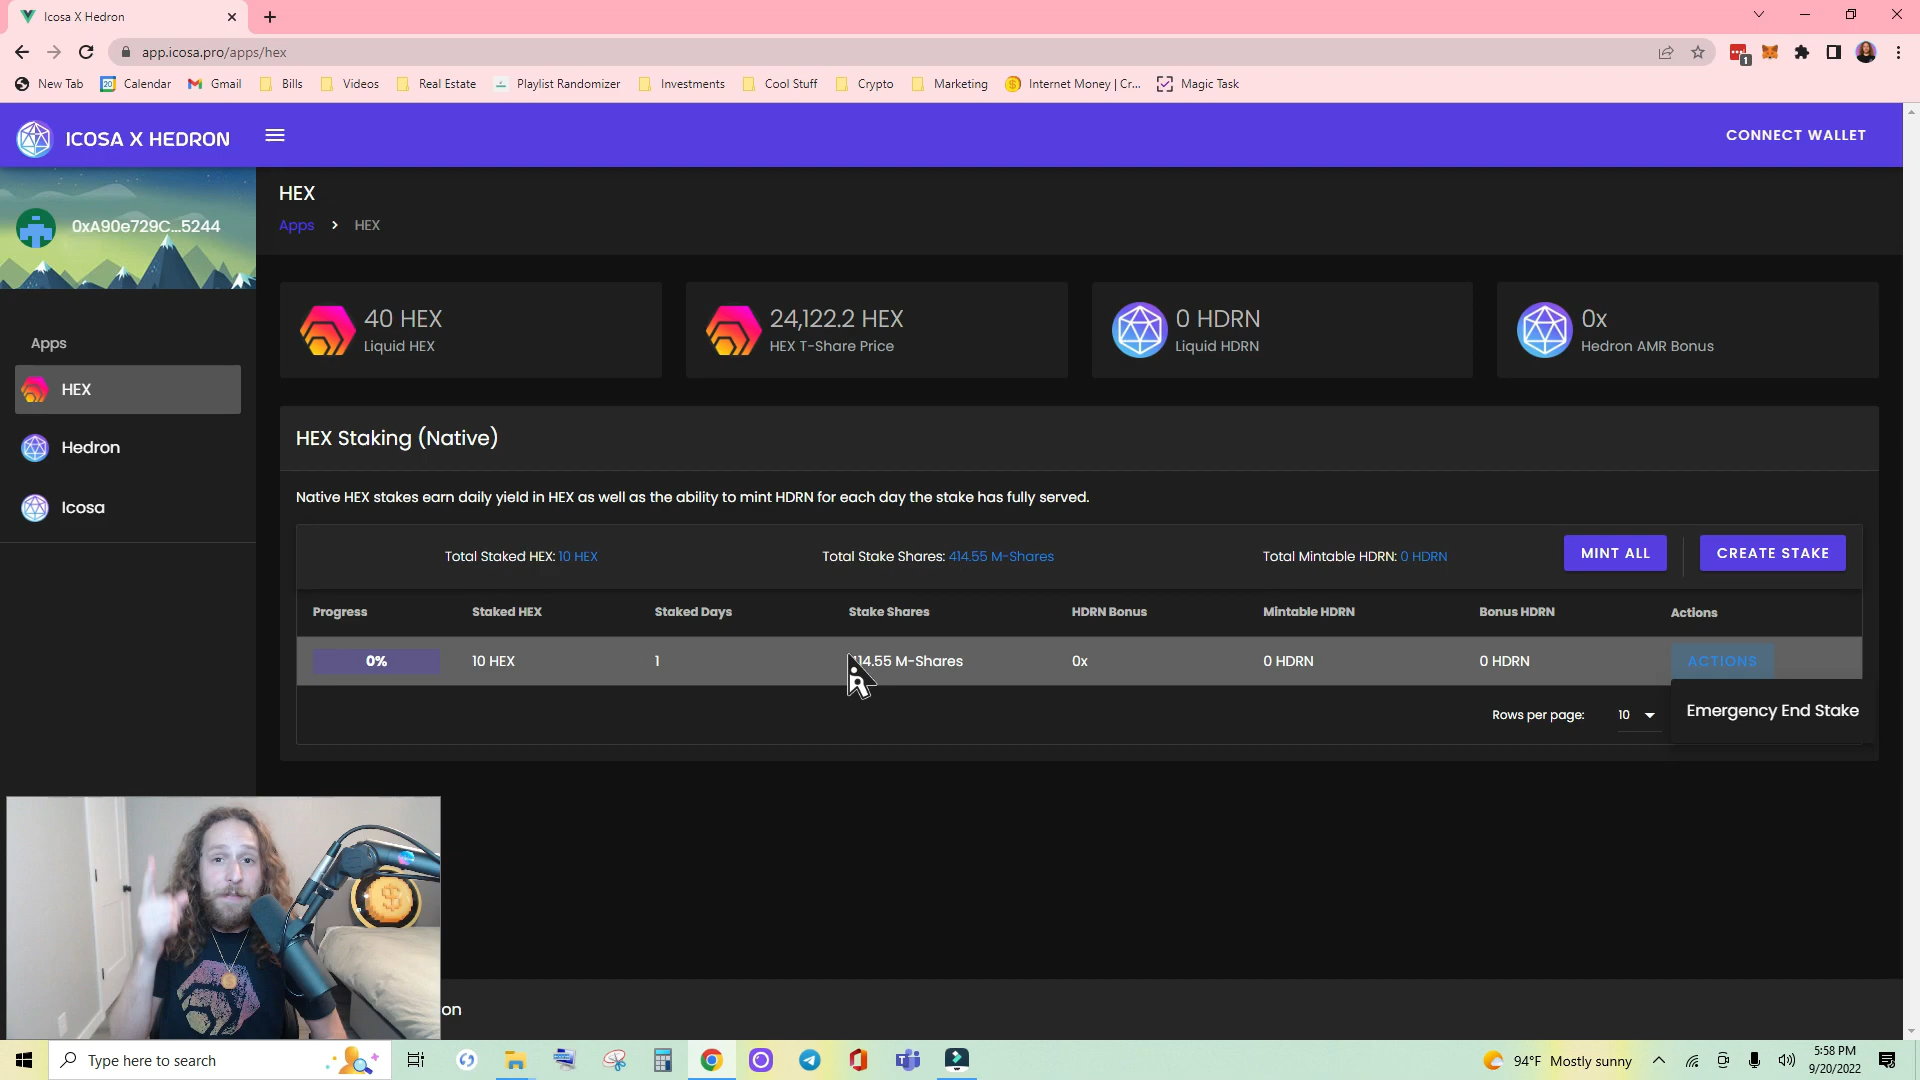 Icosa X Hedron
app.icosa.pro/apps/hex
1
New Tab
20
Calendar
Gmail
Bills
Videos
Real Estate
Playlist Randomizer
Investments
Cool Stuff
Crypto
Marketing
Internet Money | Cr...
Magic Task
ICOSA X HEDRON
CONNECT WALLET
0xA90e729C...5244
HEX
Apps
HEX
40 HEX
Liquid HEX
24,122.2 HEX
HEX T-Share Price
0 HDRN
Liquid HDRN
0x
Hedron AMR Bonus
Apps
HEX
Hedron
Icosa
HEX Staking (Native)
Native HEX stakes earn daily yield in HEX as well as the ability to mint HDRN for each day the stake has fully served.
Total Staked HEX: 10 HEX
Total Stake Shares: 414.55 M-Shares
Total Mintable HDRN: 0 HDRN
MINT ALL
CREATE STAKE
Progress
Staked HEX
Staked Days
Stake Shares
HDRN Bonus
Mintable HDRN
Bonus HDRN
Actions
0%
10 HEX
1
414.55 M-Shares
0x
0 HDRN
0 HDRN
ACTIONS
Rows per page:
10
Emergency End Stake
on
Type here to search
94°F Mostly sunny
5:58 PM
9/20/2022